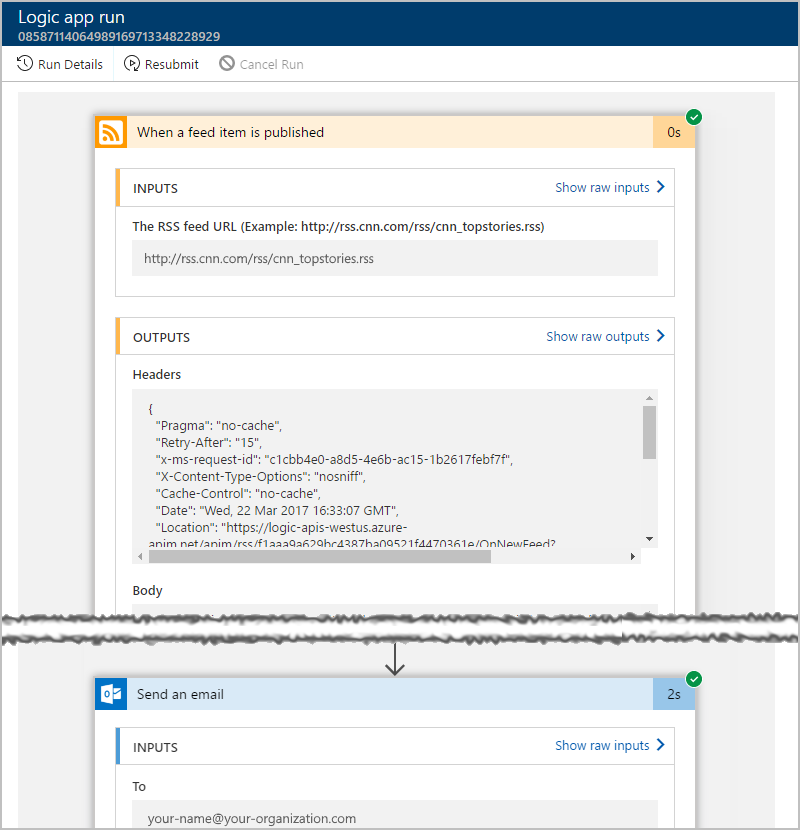 Logic app run
08587114064989169713348228929
Run Details
Resubmit
Cancel Run
When a feed item is published
0s
INPUTS
Show raw inputs
The RSS feed URL (Example: http://rss.cnn.com/rss/cnn_topstories.rss)
http://rss.cnn.com/rss/cnn_topstories.rss
OUTPUTS
Show raw outputs
Headers
{
"Pragma": "no-cache",
"Retry-After": "15",
"x-ms-request-id": "c1cbb4e0-a8d5-4e6b-ac15-1b2617febf7f",
"X-Content-Type-Options": "nosniff",
"Cache-Control": "no-cache",
"Date": "Wed, 22 Mar 2017 16:33:07 GMT",
"Location": "https://logic-apis-westus.azure-
apim.net/apim/rss/f1aaa9a629bc4387ba09521f4470361e/OnNewFeed?
Body
Send an email
2s
INPUTS
Show raw inputs
To
your-name@your-organization.com